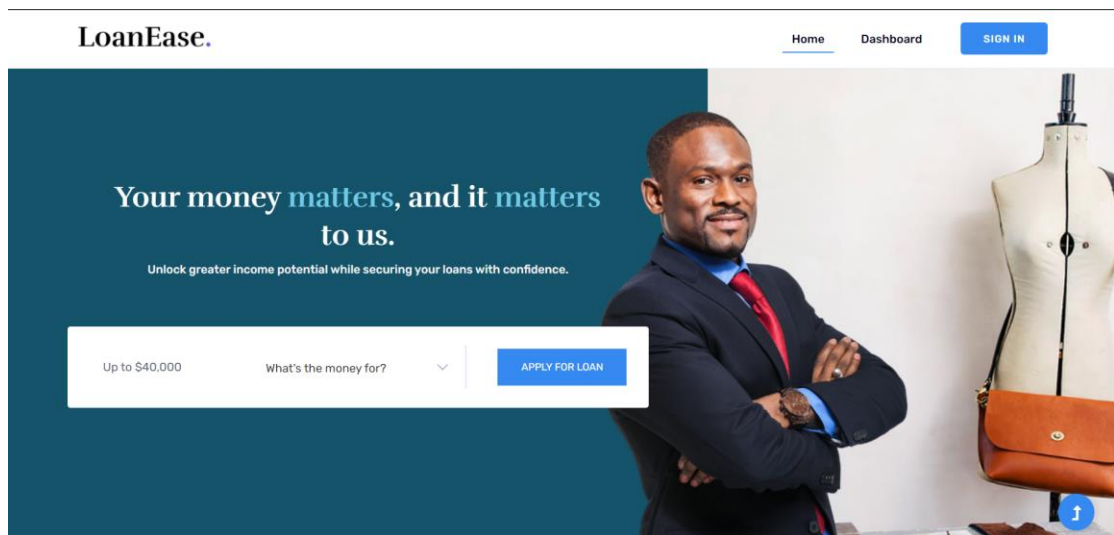 LoanEase.
Home
Dashboard
SIGN IN
Your money matters, and it matters
to us.
Unlock greater income potential while securing your loans with confidence.
Up to $40,000
What's the money for?
APPLY FOR LOAN